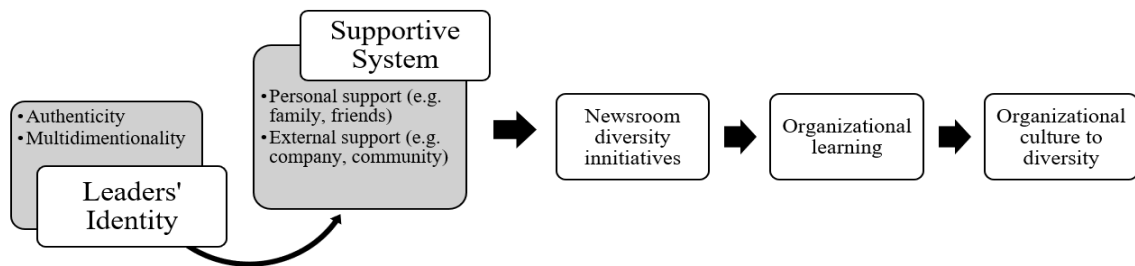 •Authenticity
•Multidimentionality
Leaders'
Identity
Supportive
System
•Personal support (e.g.
family, friends)
•External support (e.g.
company, community)
Newsroom
diversity
innitiatives
Organizational
learning
Organizational
culture to
diversity